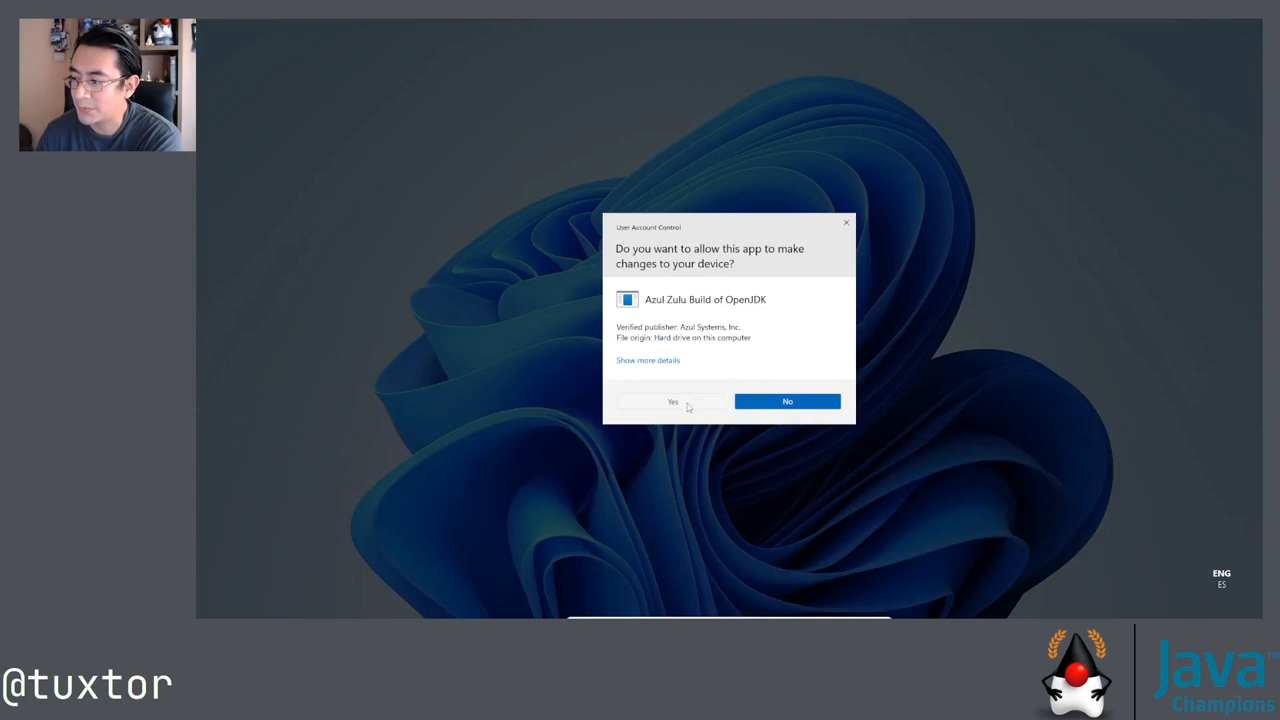 User Account Control
Do you want to allow this app to make
changes to your device?
Azul Zulu Build of OpenJDK
Verified publisher: Azul Systems, Inc.
File origin: Hard drive on this computer
Show more details
Yes
No
ENG
ES
@tuxtor
Java
Champions